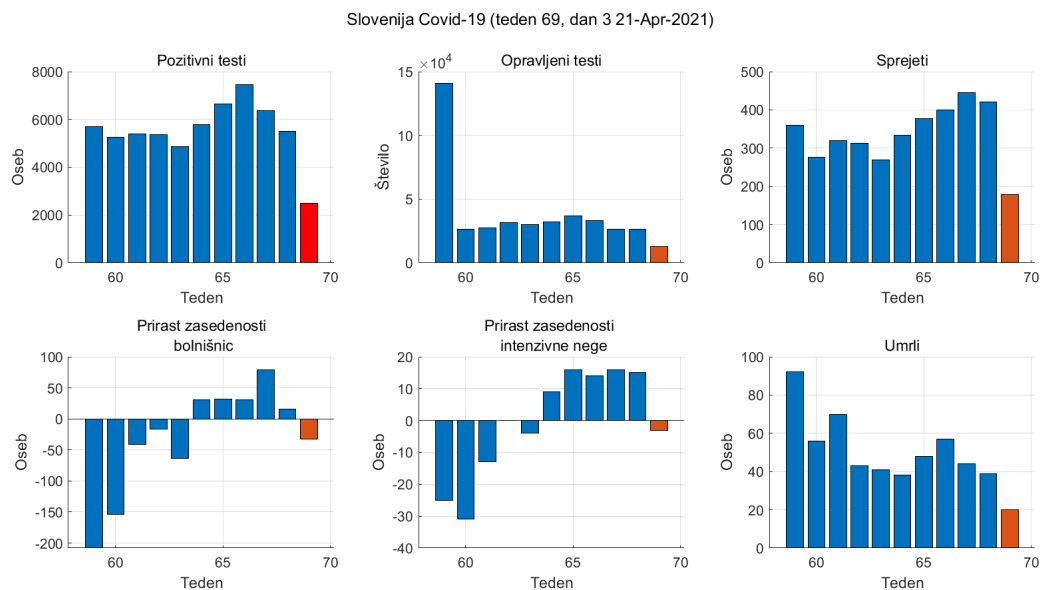 Slovenija Covid-19 (teden 69, dan 3 21-Apr-2021)
Pozitivni testi
8000
6000
4000
2000
0
Oseb
60 65 70
Teden
Opravljeni testi
×10⁴
15
10
5
0
Število
60 65 70
Teden
Sprejeti
500
400
300
200
100
0
Oseb
60 65 70
Teden
Prirast zasedenosti
bolnišnic
100
50
0
-50
-100
-150
-200
Oseb
60 65 70
Teden
Prirast zasedenosti
intenzivne nege
20
10
0
-10
-20
-30
-40
Oseb
60 65 70
Teden
Umrli
100
80
60
40
20
0
Oseb
60 65 70
Teden